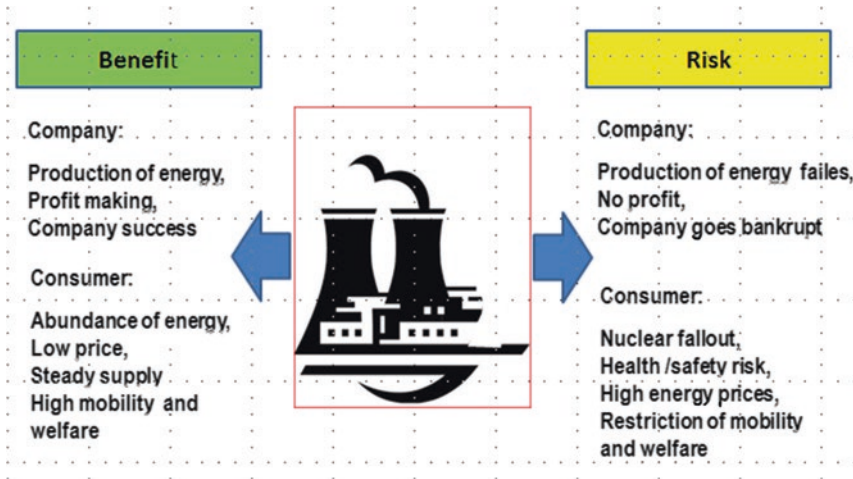 Benefit
Company:
Production of energy,
Profit making,
Company success
Consumer:
Abundance of energy,
Low price,
Steady supply
High mobility and
welfare
Risk
Company:
Production of energy failes,
No profit,
Company goes bankrupt
Consumer:
Nuclear fallout,
Health /safety risk,
High energy prices,
Restriction of mobility
and welfare